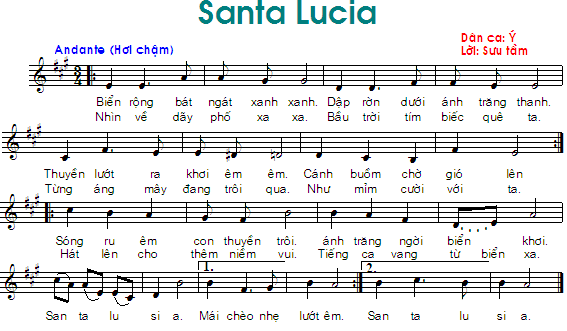 Santa Lucia
Dân ca: Ý
Andante (Hơi chậm)
Lời: Sưu tầm
Biển rộng bát ngát xanh xanh. Dập rờn dưới ánh trăng thanh.
Nhìn về dãy phố xa xa. Bầu trời tím biếc quê ta.
Thuyền lướt ra khơi êm êm. Cánh buồm chờ gió lên
Từng áng mây đang trôi qua. Như mỉm cười với ta.
Sóng ru êm con thuyền trôi. ánh trăng ngời biển khơi.
Hát lên cho thêm niềm vui. Tiếng ca vang từ biển xa.
1. 2.
San ta lu si a. Mái chèo nhẹ lướt êm. San ta lu si a.